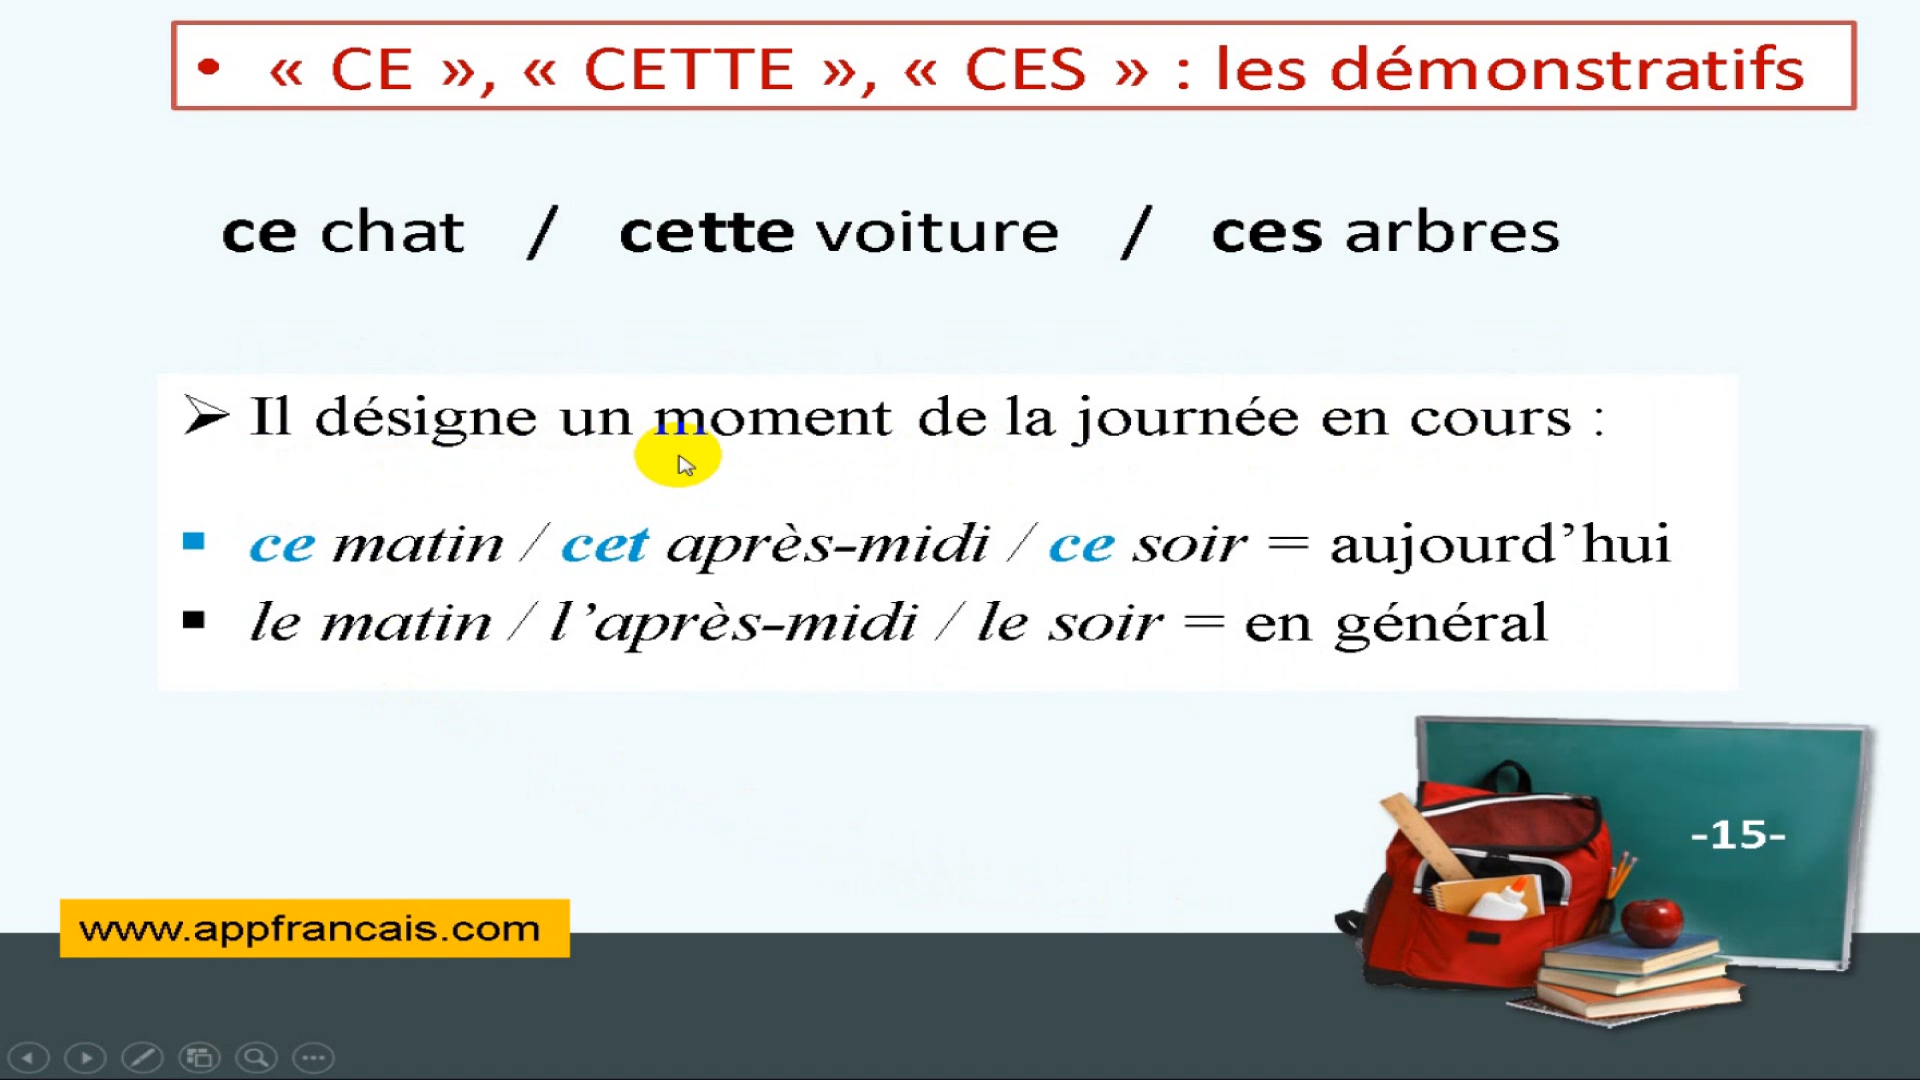 • « CE », « CETTE », « CES » : les démonstratifs
ce chat / cette voiture / ces arbres
➢ Il désigne un moment de la journée en cours :
▪ ce matin / cet après-midi / ce soir = aujourd’hui
▪ le matin / l’après-midi / le soir = en général
-15-
www.appfrancais.com